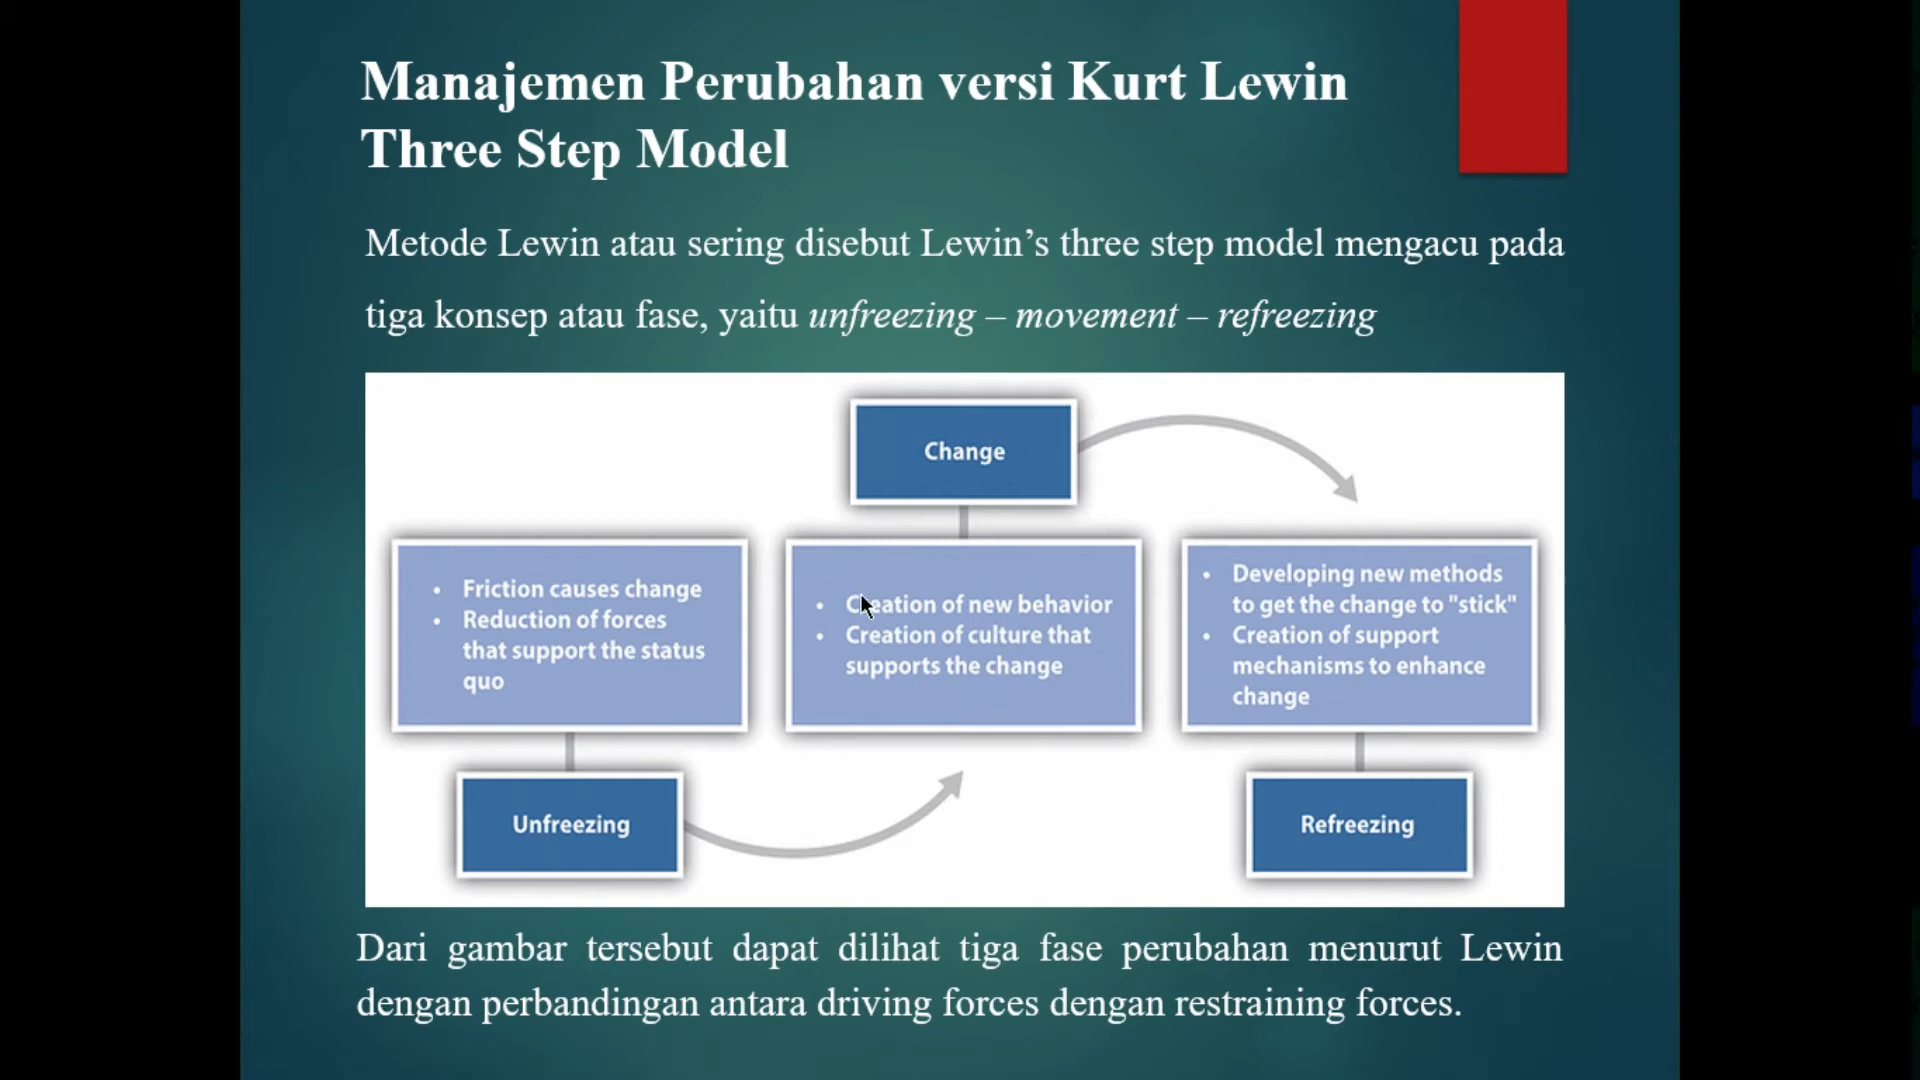 Manajemen Perubahan versi Kurt Lewin
Three Step Model
Metode Lewin atau sering disebut Lewin’s three step model mengacu pada
tiga konsep atau fase, yaitu unfreezing – movement – refreezing
Change
• Friction causes change
• Reduction of forces
that support the status
quo
• Creation of new behavior
• Creation of culture that
supports the change
• Developing new methods
to get the change to "stick"
• Creation of support
mechanisms to enhance
change
Unfreezing
Refreezing
Dari gambar tersebut dapat dilihat tiga fase perubahan menurut Lewin
dengan perbandingan antara driving forces dengan restraining forces.